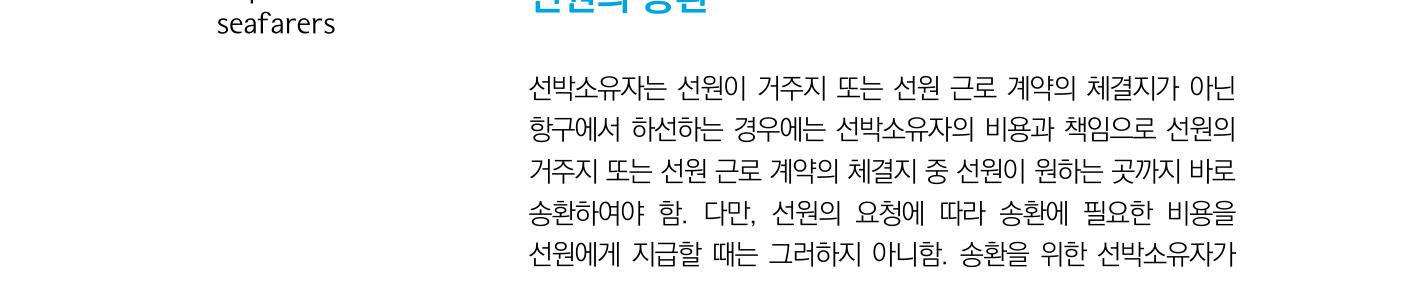 seafarers
선원의 송환
선박소유자는 선원이 거주지 또는 선원 근로 계약의 체결지가 아닌
항구에서 하선하는 경우에는 선박소유자의 비용과 책임으로 선원의
거주지 또는 선원 근로 계약의 체결지 중 선원이 원하는 곳까지 바로
송환하여야 함. 다만, 선원의 요청에 따라 송환에 필요한 비용을
선원에게 지급할 때는 그러하지 아니함. 송환을 위한 선박소유자가